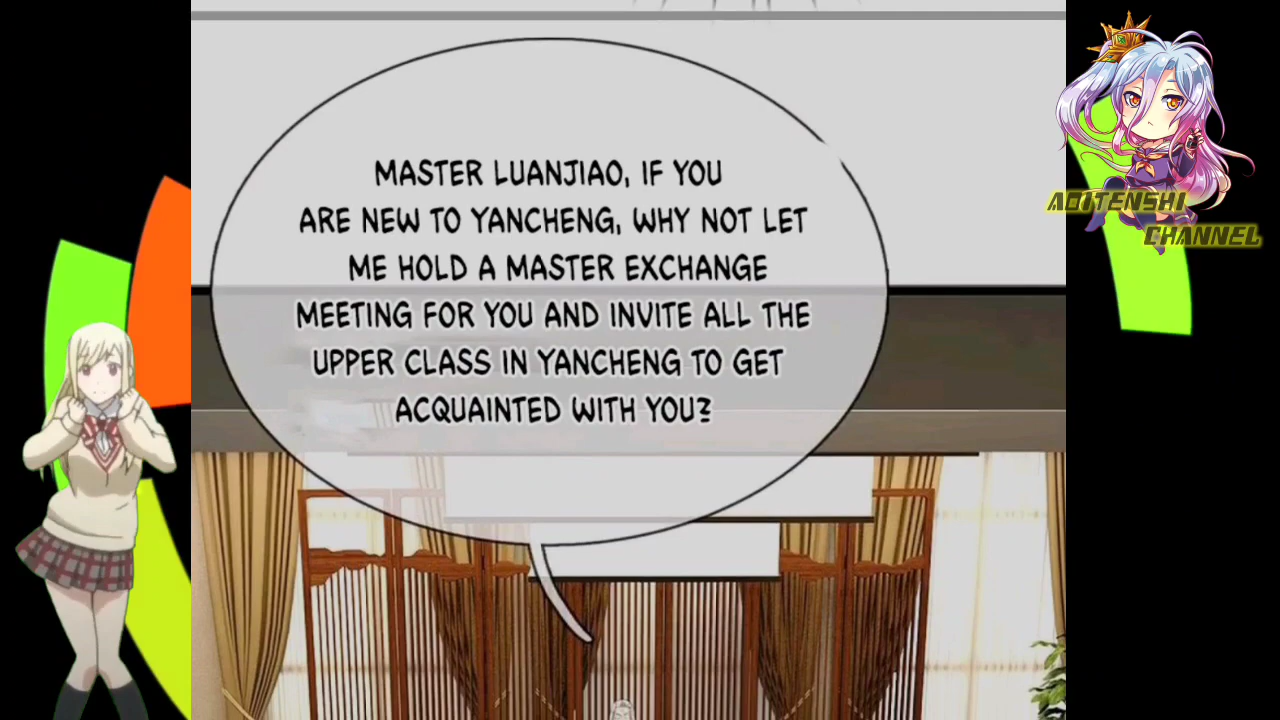 MASTER LUANJIAO, IF YOU
ARE NEW TO YANCHENG, WHY NOT LET
ME HOLD A MASTER EXCHANGE
MEETING FOR YOU AND INVITE ALL THE
UPPER CLASS IN YANCHENG TO GET
ACQUAINTED WITH YOU?
AOITENSHI
CHANNEL